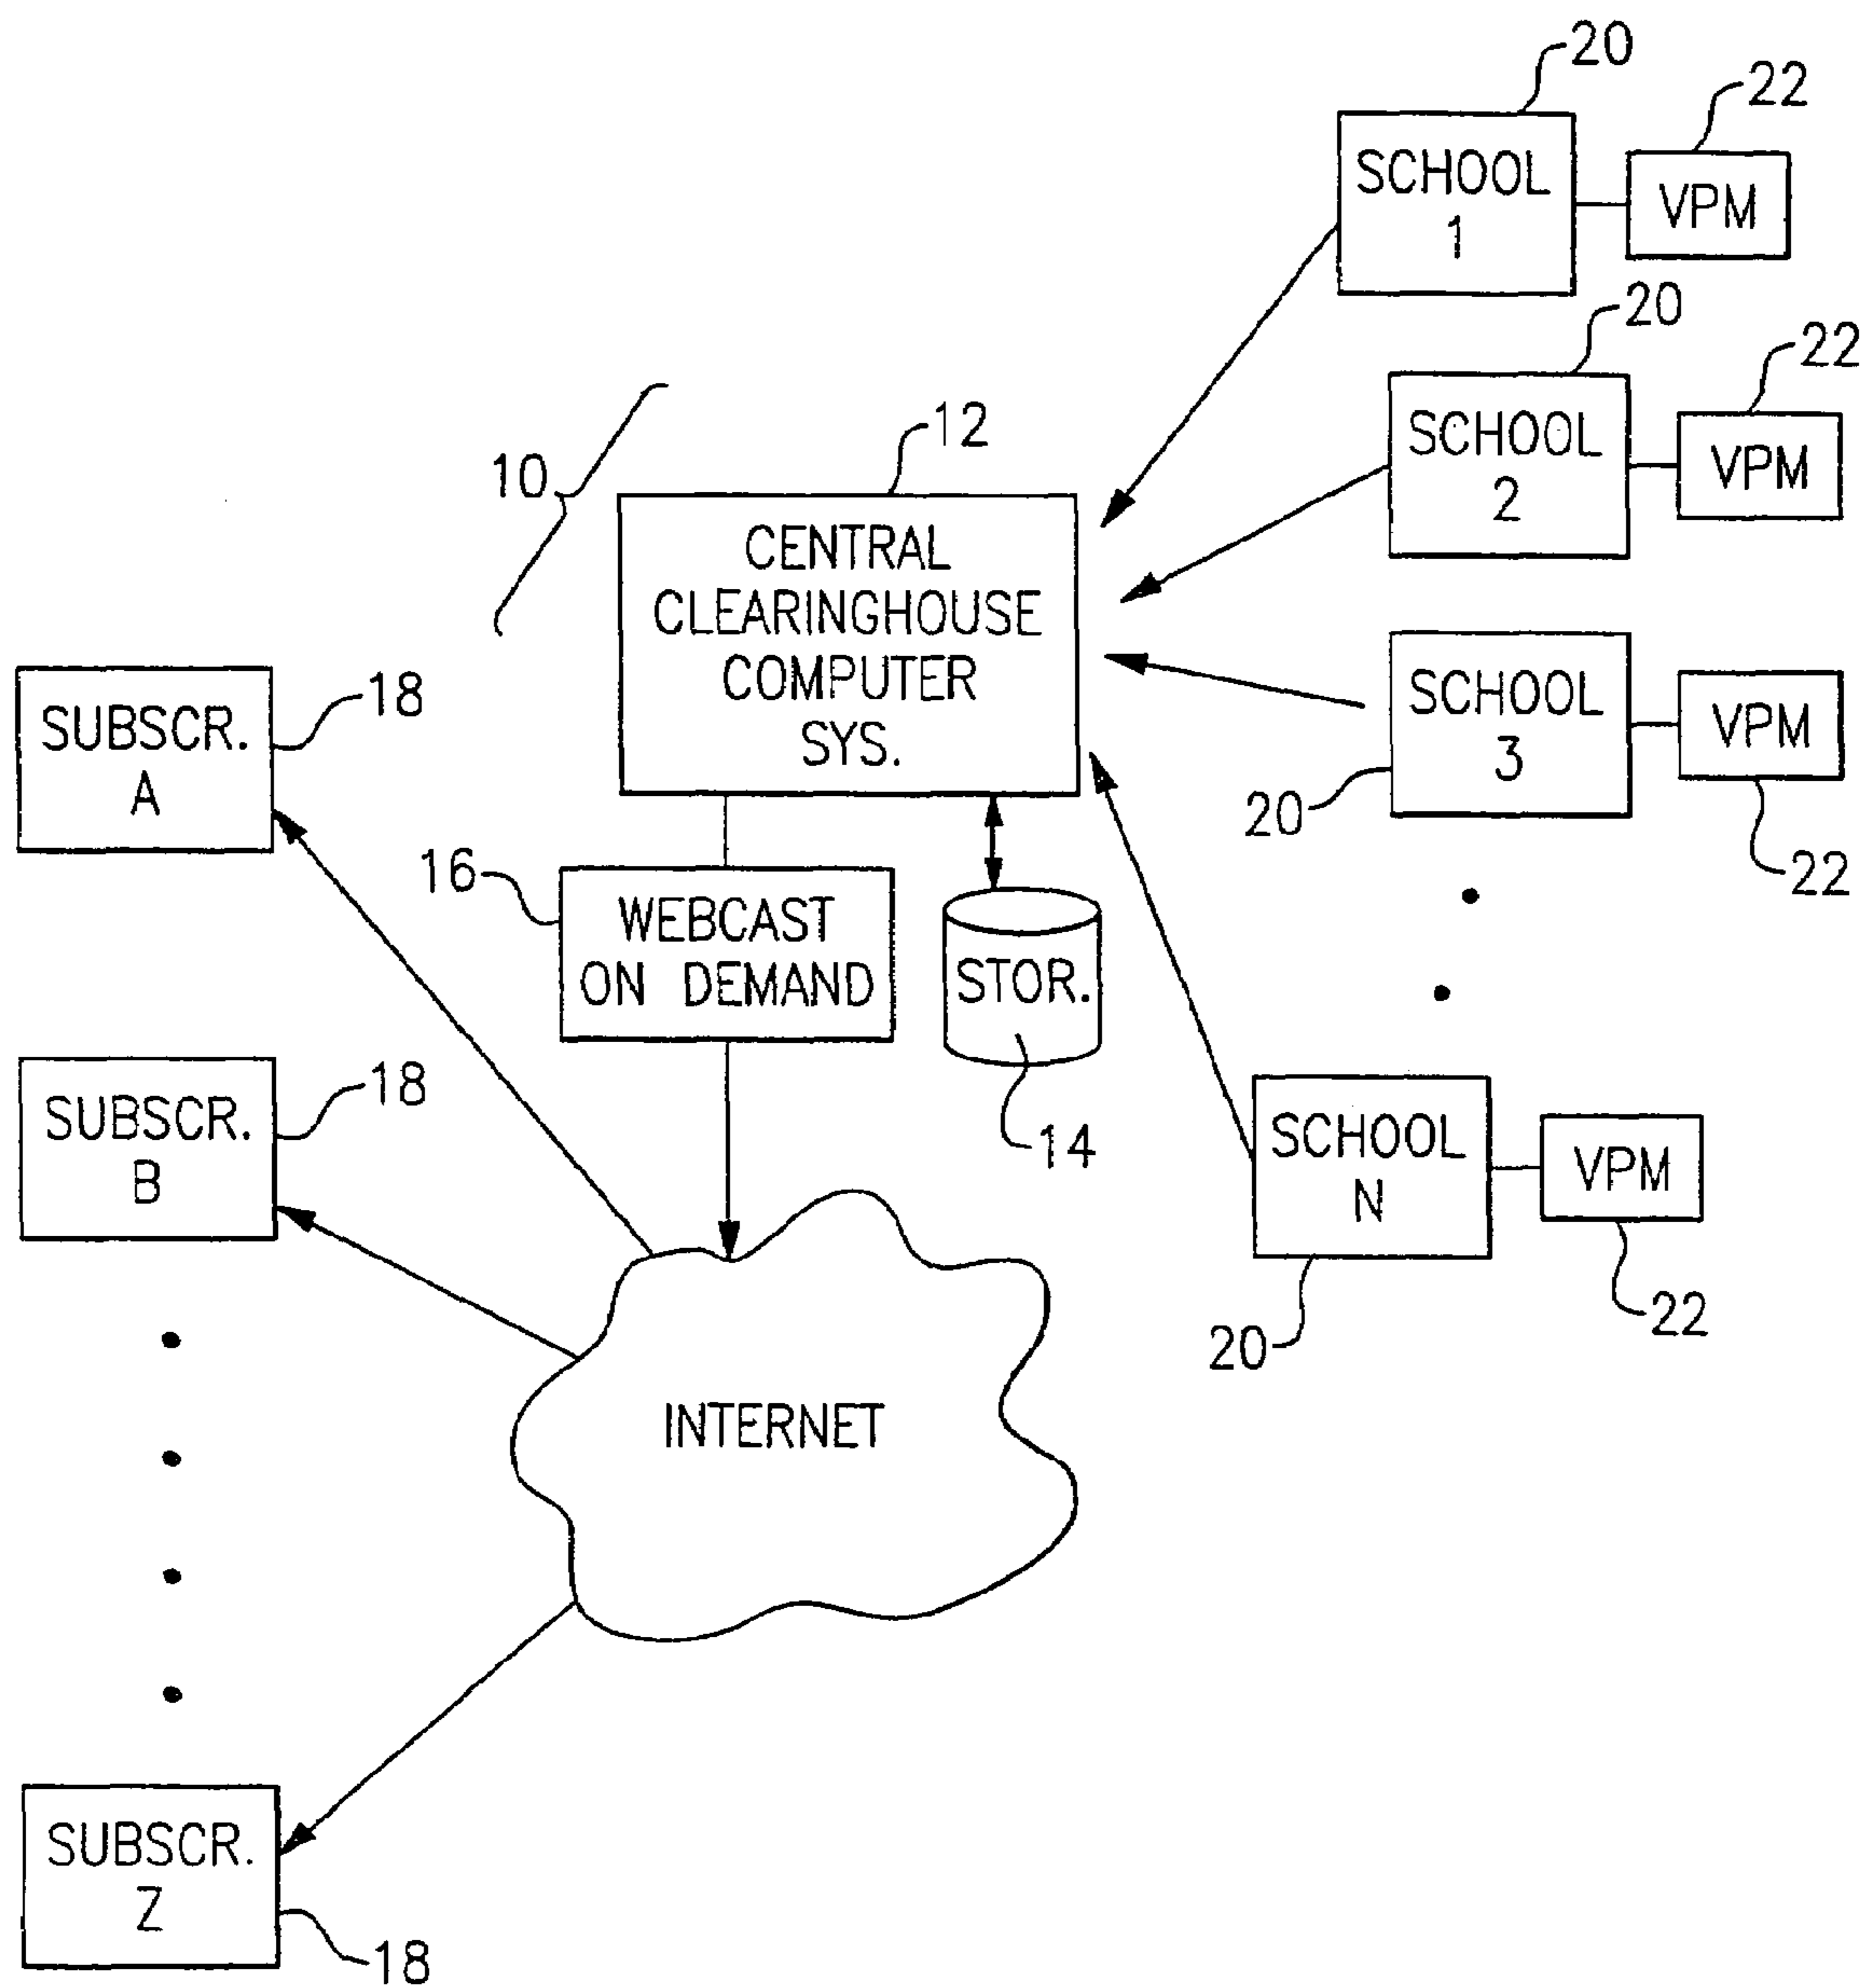 20
22
SCHOOL
1
VPM
20
22
SCHOOL
2
VPM
12
10
CENTRAL
CLEARINGHOUSE
COMPUTER
SYS.
SCHOOL
3
VPM
20
22
18
SUBSCR.
A
16
WEBCAST
ON DEMAND
STOR.
14
18
SUBSCR.
B
SCHOOL
N
VPM
20
22
INTERNET
SUBSCR.
Z
18